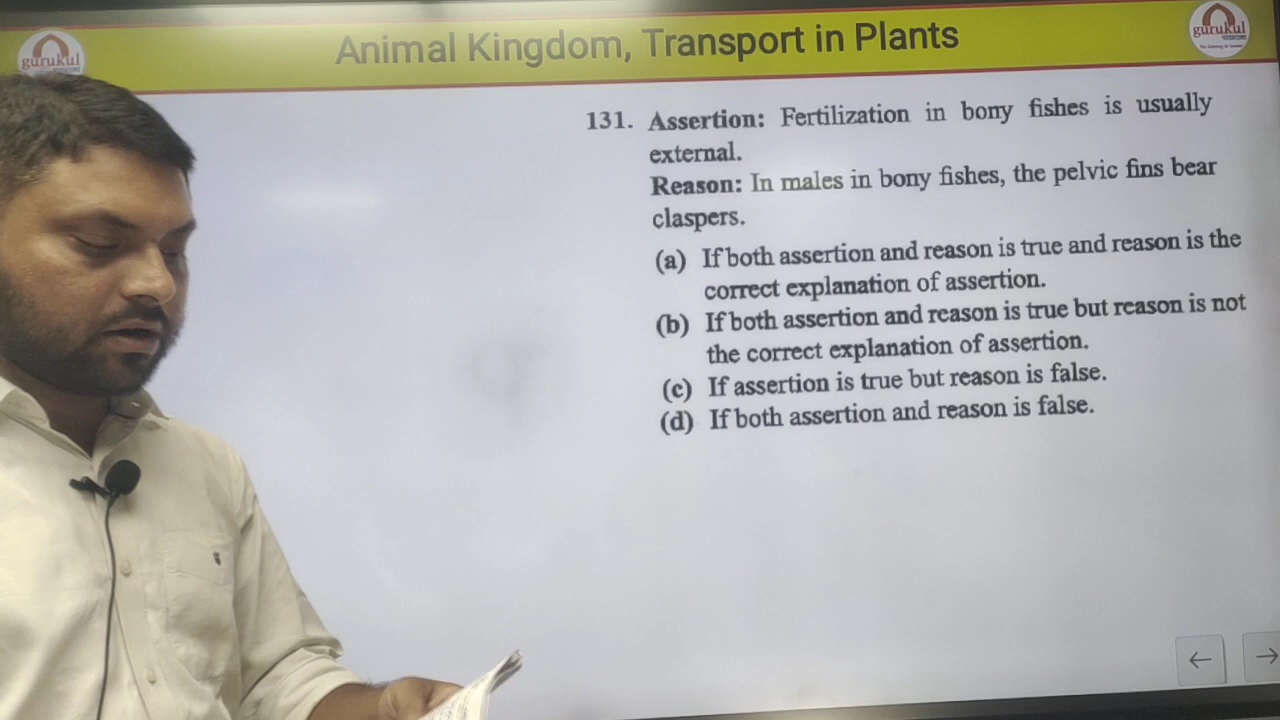 gurukul
Animal Kingdom, Transport in Plants
gurukul
131. Assertion: Fertilization in bony fishes is usually
external.
Reason: In males in bony fishes, the pelvic fins bear
claspers.
(a) If both assertion and reason is true and reason is the
correct explanation of assertion.
(b) If both assertion and reason is true but reason is not
the correct explanation of assertion.
(c) If assertion is true but reason is false.
(d) If both assertion and reason is false.